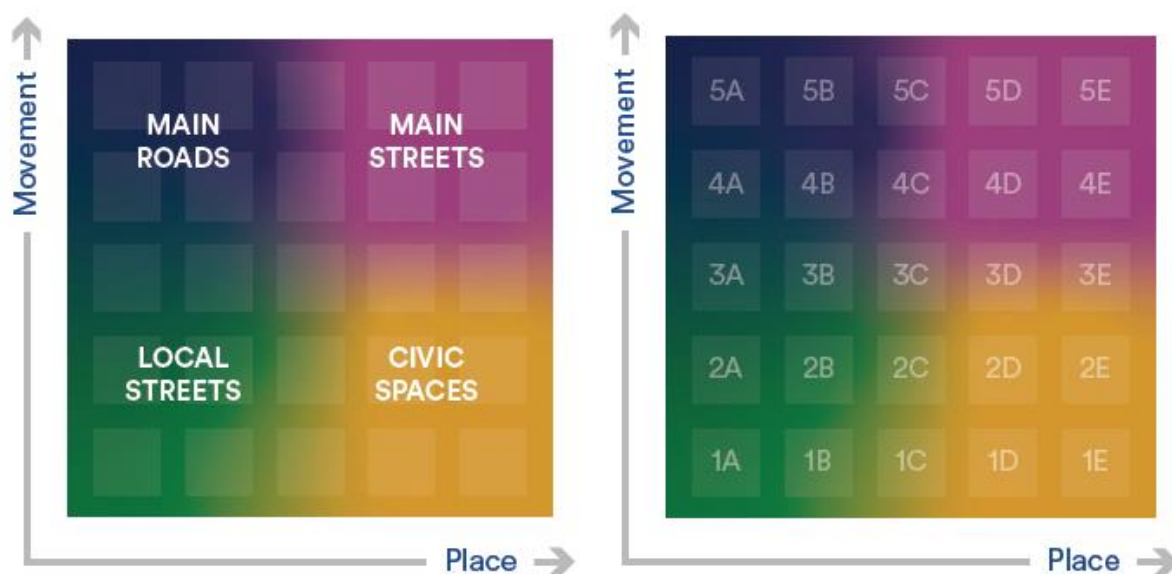 Movement
MAIN
ROADS
MAIN
STREETS
LOCAL
STREETS
CIVIC
SPACES
Place
Movement
5A 5B 5C 5D 5E
4A 4B 4C 4D 4E
3A 3B 3C 3D 3E
2A 2B 2C 2D 2E
1A 1B 1C 1D 1E
Place